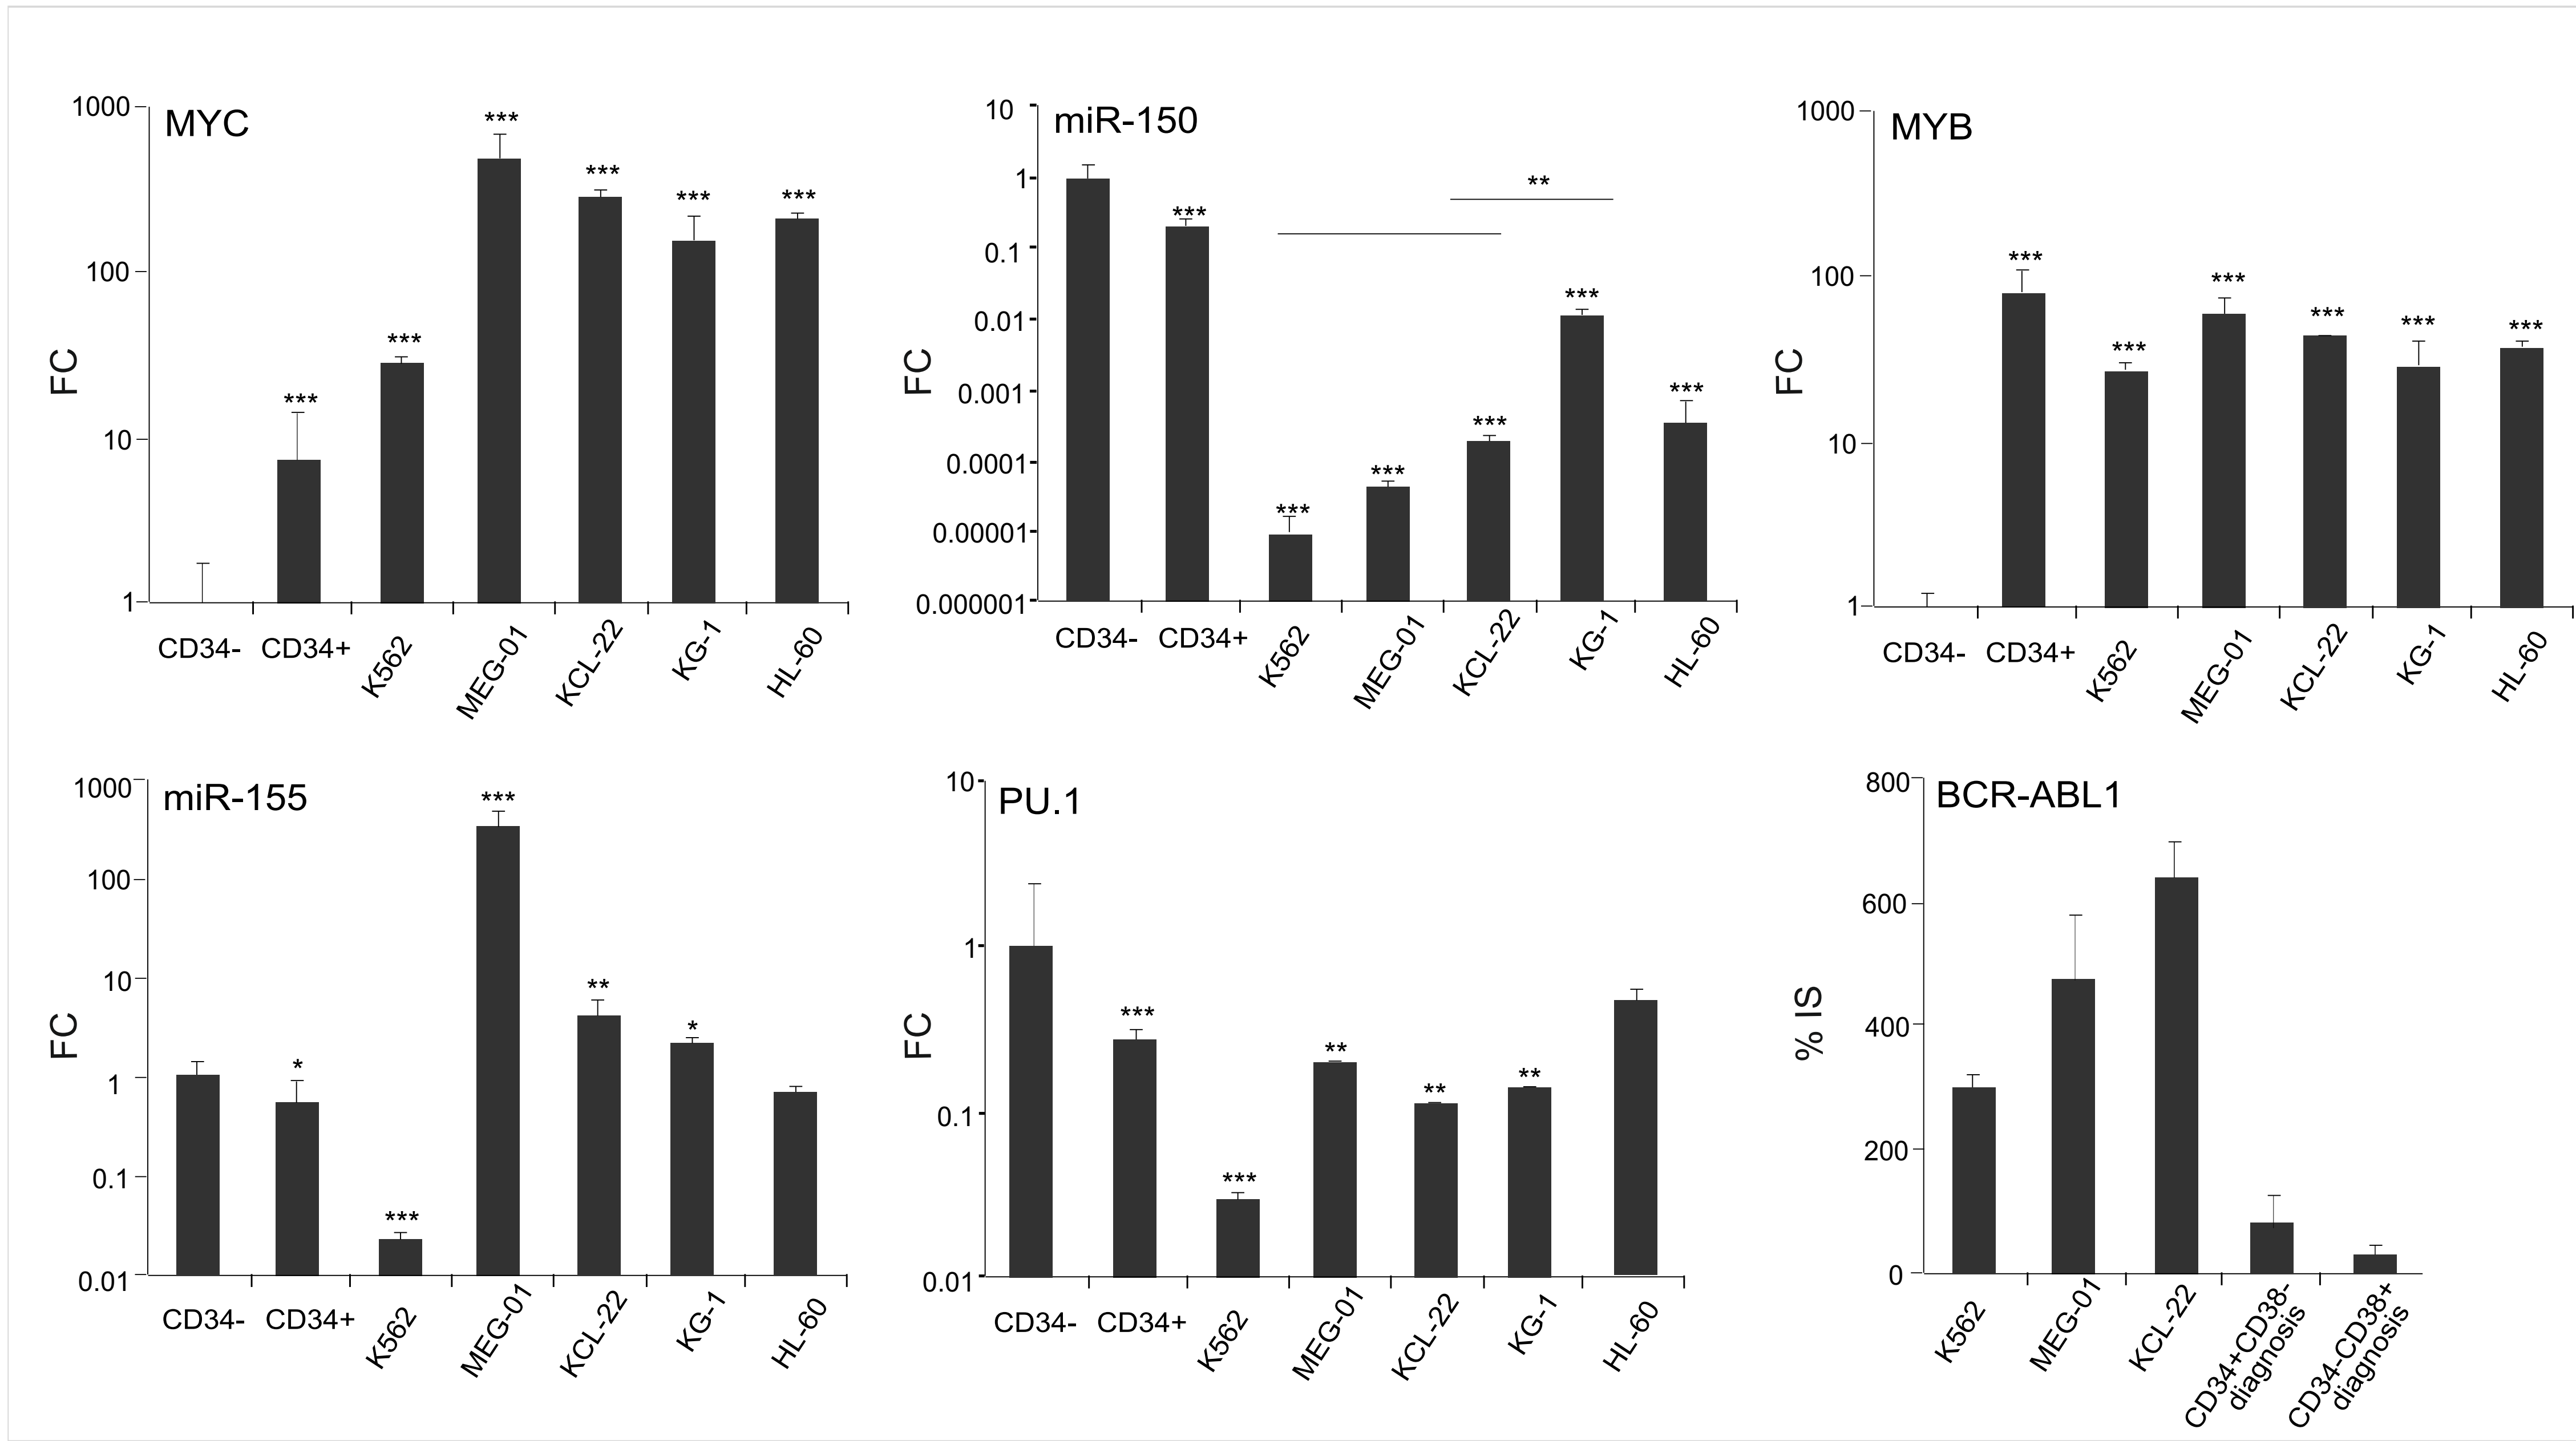 MYC
FC
1000
100
10
1
***
***
***
***
***
***
CD34-
CD34+
K562
MEG-01
KCL-22
KG-1
HL-60
miR-150
FC
10
1
0.1
0.01
0.001
0.0001
0.00001
0.000001
***
***
***
***
***
***
**
CD34-
CD34+
K562
MEG-01
KCL-22
KG-1
HL-60
MYB
FC
1000
100
10
1
***
***
***
***
***
***
CD34-
CD34+
K562
MEG-01
KCL-22
KG-1
HL-60
miR-155
FC
1000
100
10
1
0.1
0.01
*
***
***
**
*
CD34-
CD34+
K562
MEG-01
KCL-22
KG-1
HL-60
PU.1
FC
10
1
0.1
0.01
***
***
**
**
**
CD34-
CD34+
K562
MEG-01
KCL-22
KG-1
HL-60
BCR-ABL1
% IS
800
600
400
200
0
K562
MEG-01
KCL-22
CD34+CD38-
diagnosis
CD34-CD38+
diagnosis